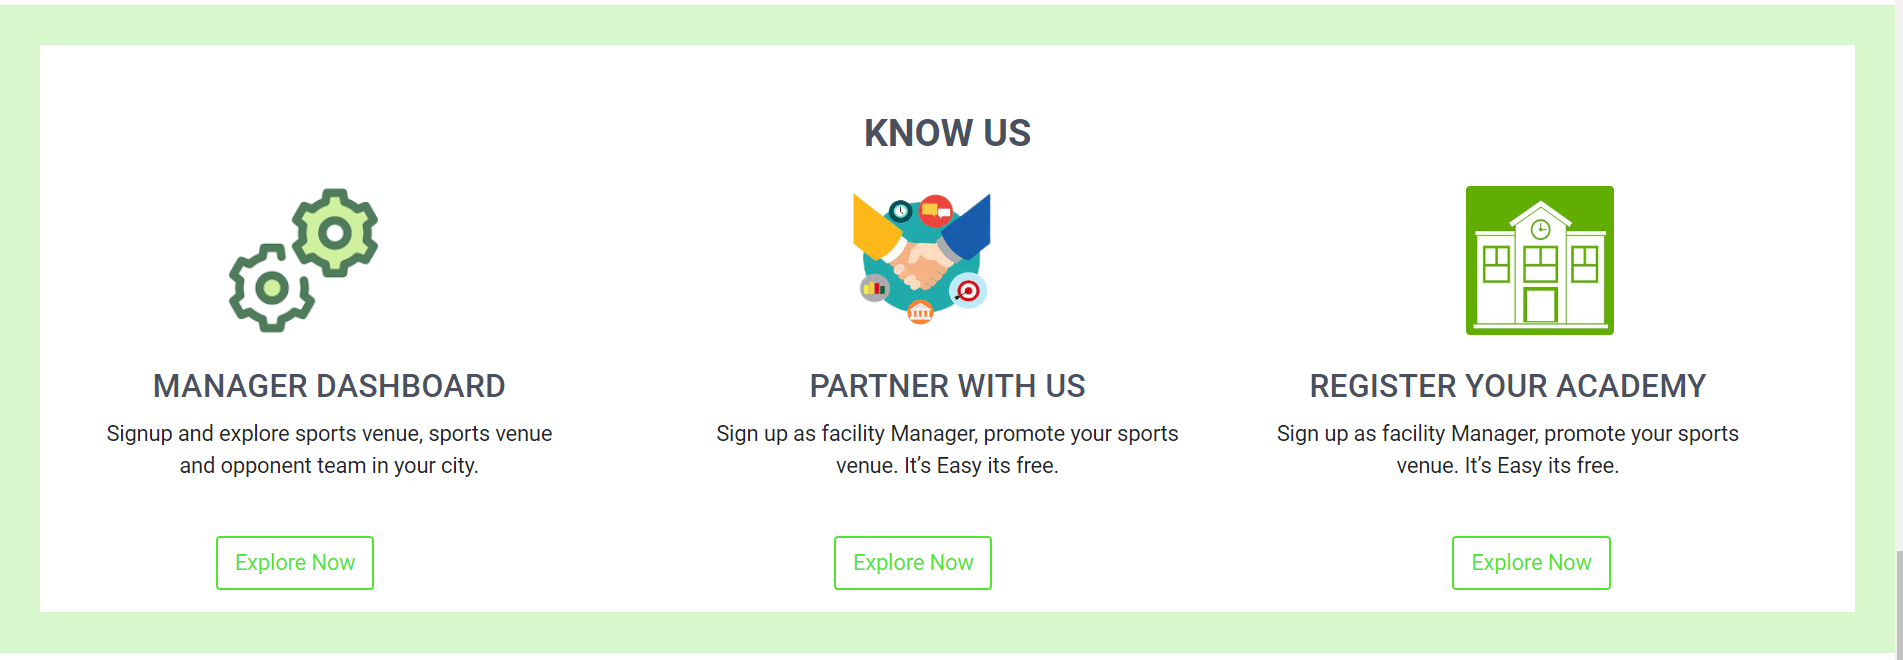 KNOW US
MANAGER DASHBOARD
Signup and explore sports venue, sports venue
and opponent team in your city.
Explore Now
PARTNER WITH US
Sign up as facility Manager, promote your sports
venue. It’s Easy its free.
Explore Now
REGISTER YOUR ACADEMY
Sign up as facility Manager, promote your sports
venue. It’s Easy its free.
Explore Now